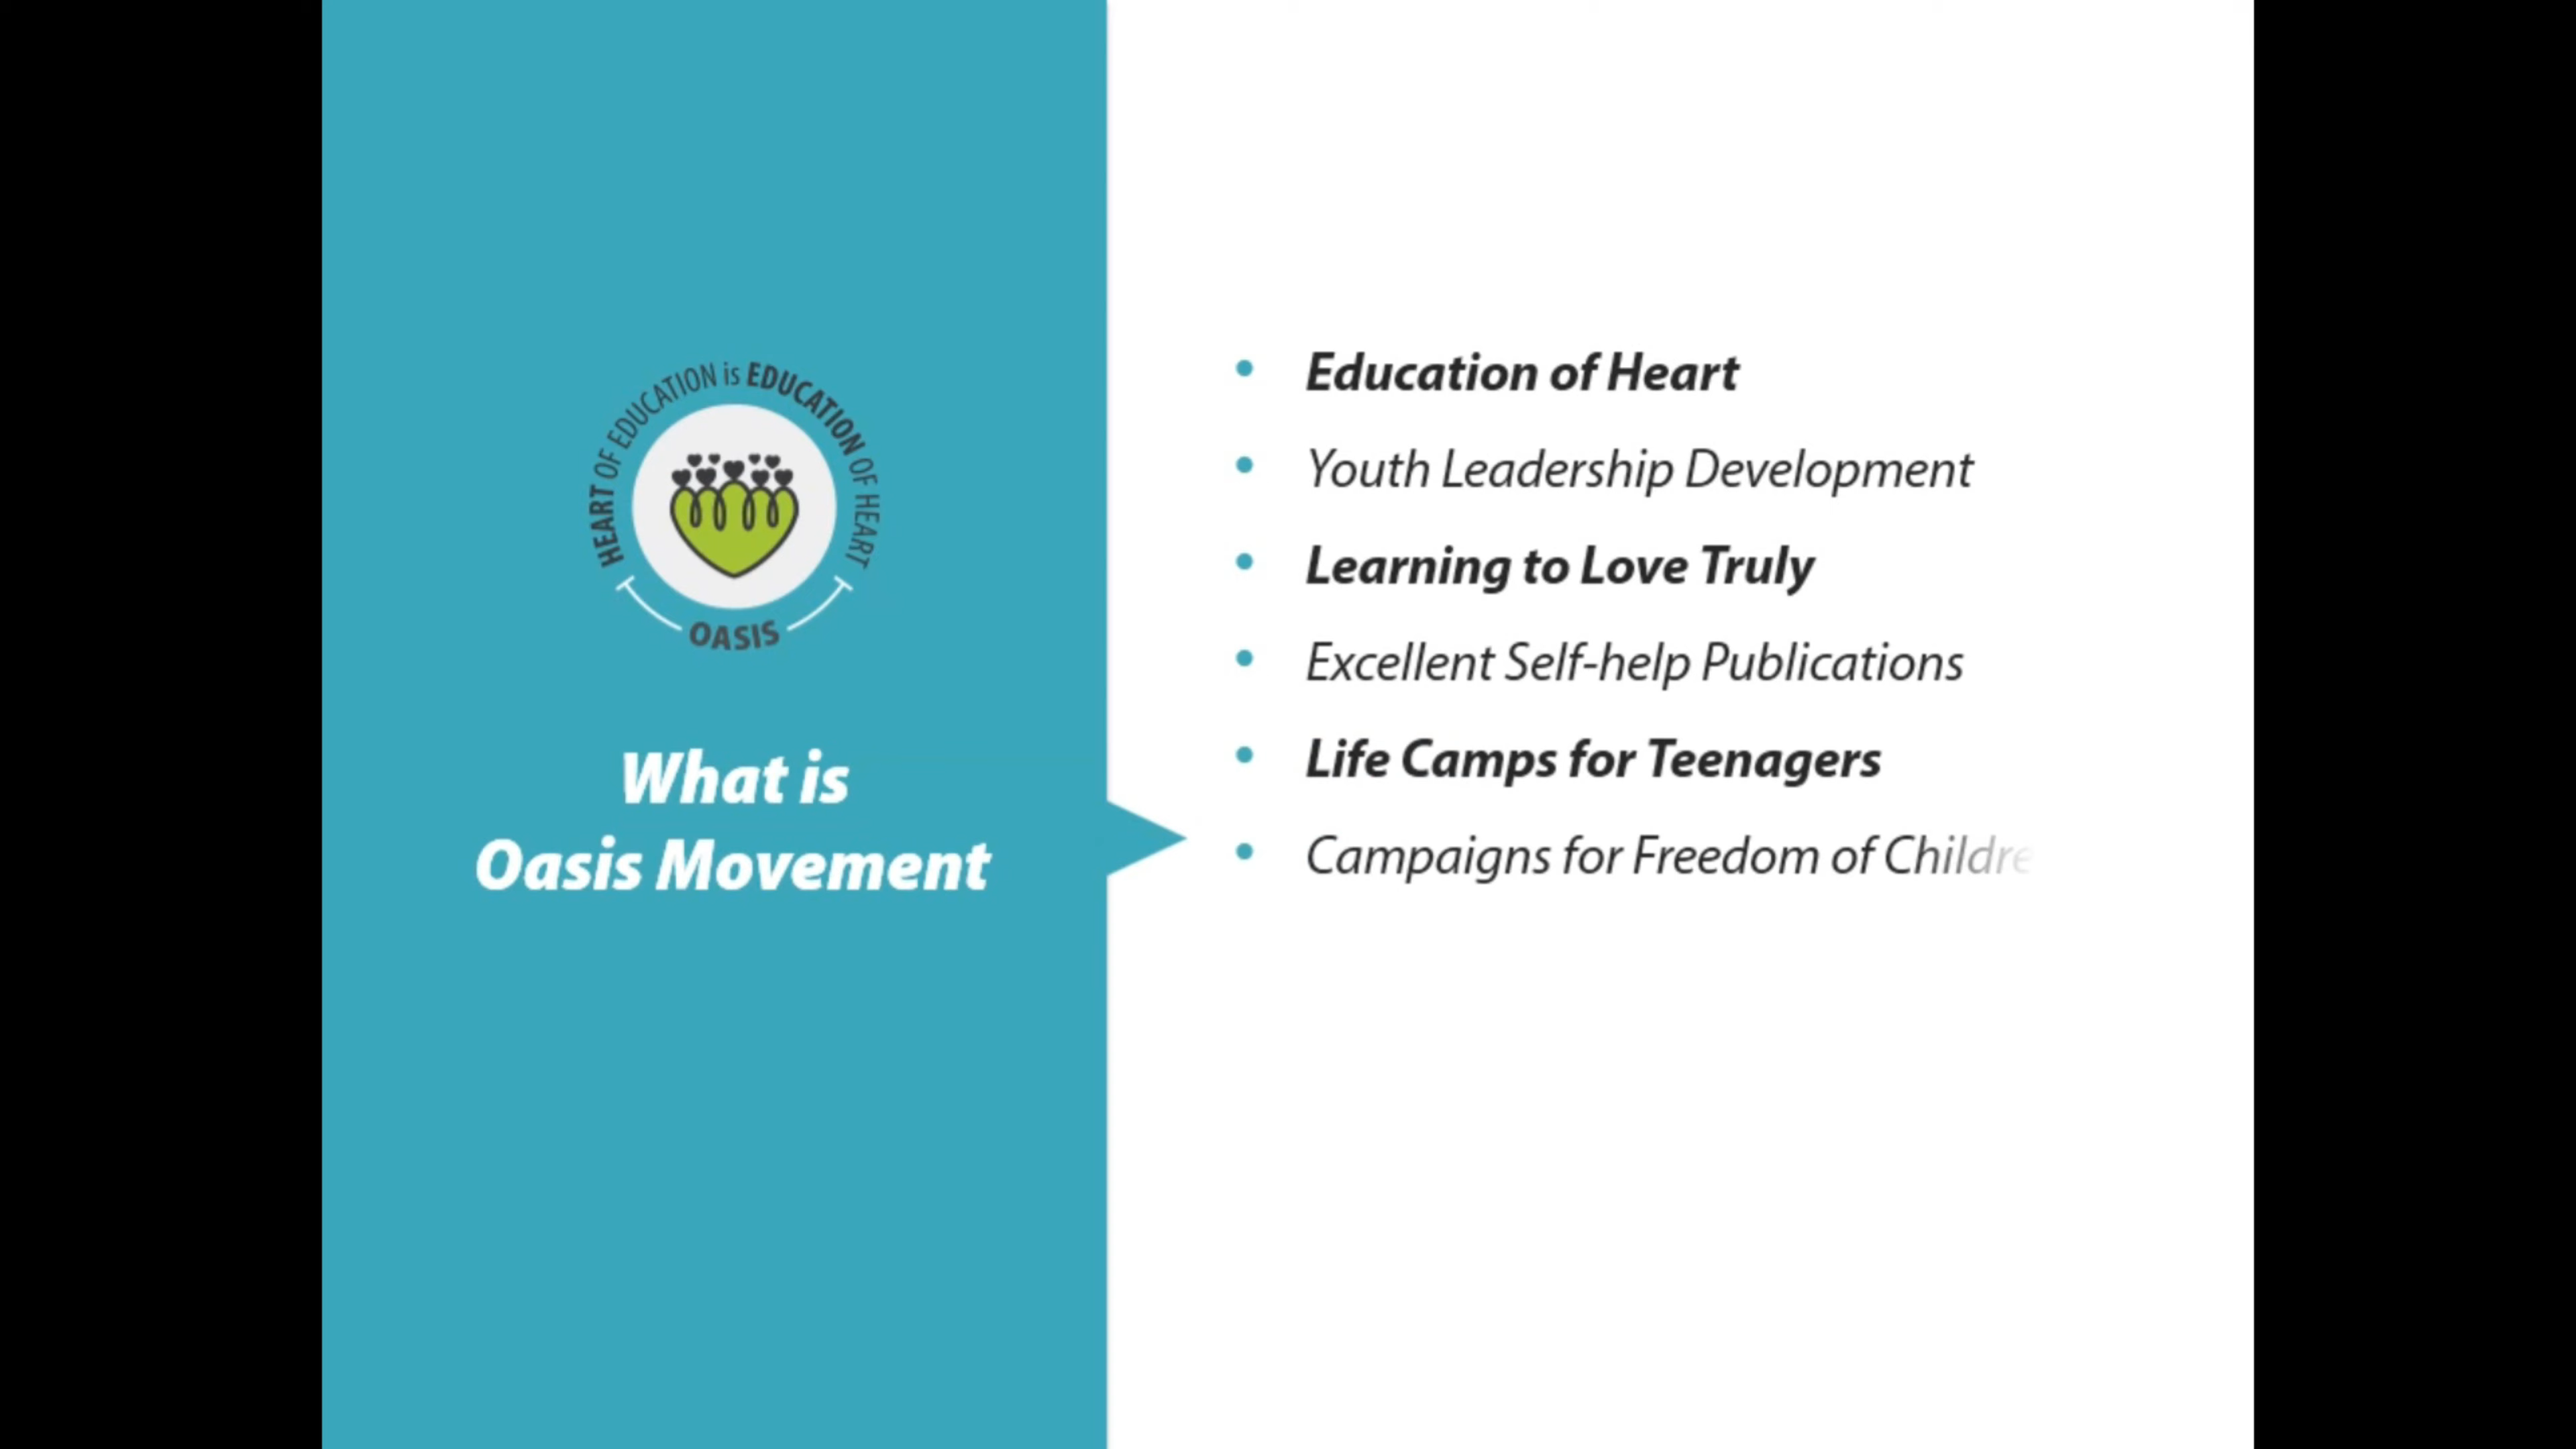 HEART OF EDUCATION is EDUCATION OF HEART
OASIS
What is
Oasis Movement
• Education of Heart
• Youth Leadership Development
• Learning to Love Truly
• Excellent Self-help Publications
• Life Camps for Teenagers
• Campaigns for Freedom of Childre